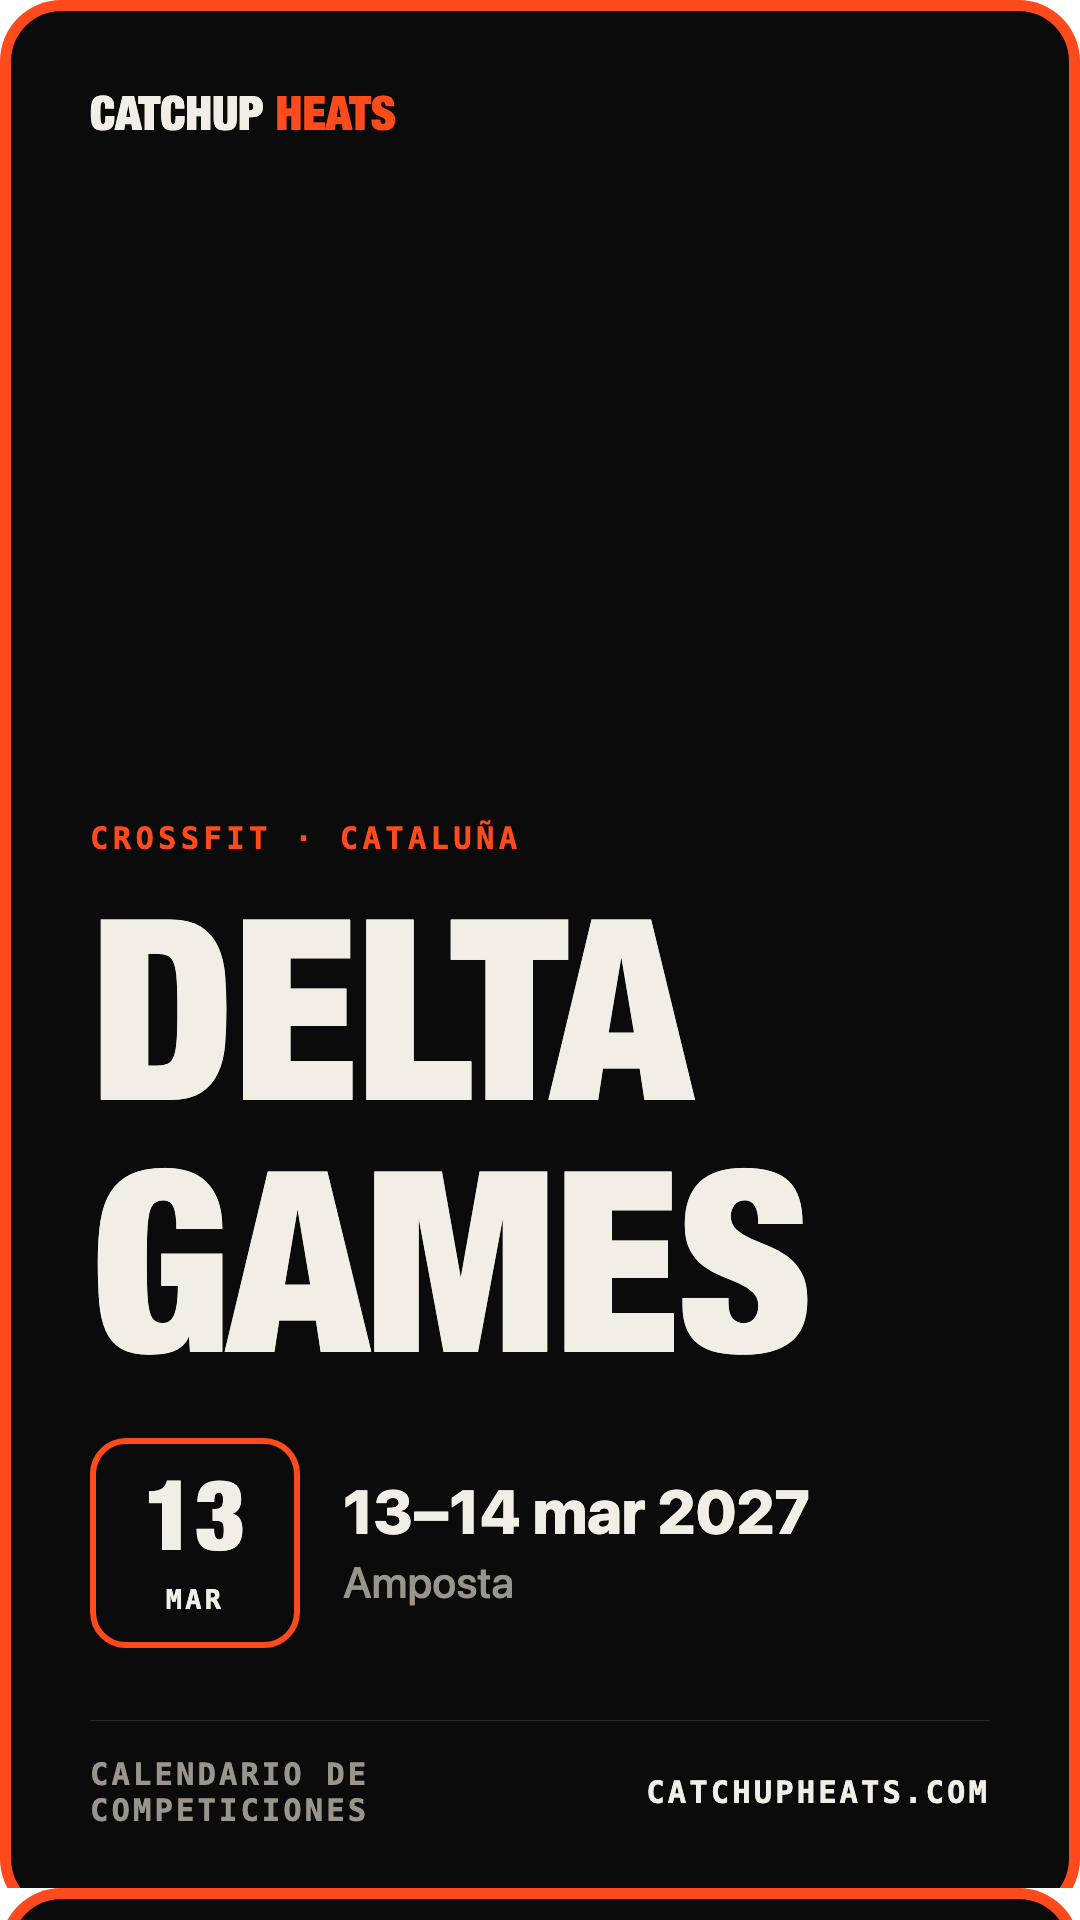 CATCHUP HEATS
CROSSFIT · CATALUÑA
DELTA
GAMES
13
MAR
13–14 mar 2027
Amposta
CALENDARIO DE
COMPETICIONES
CATCHUPHEATS.COM